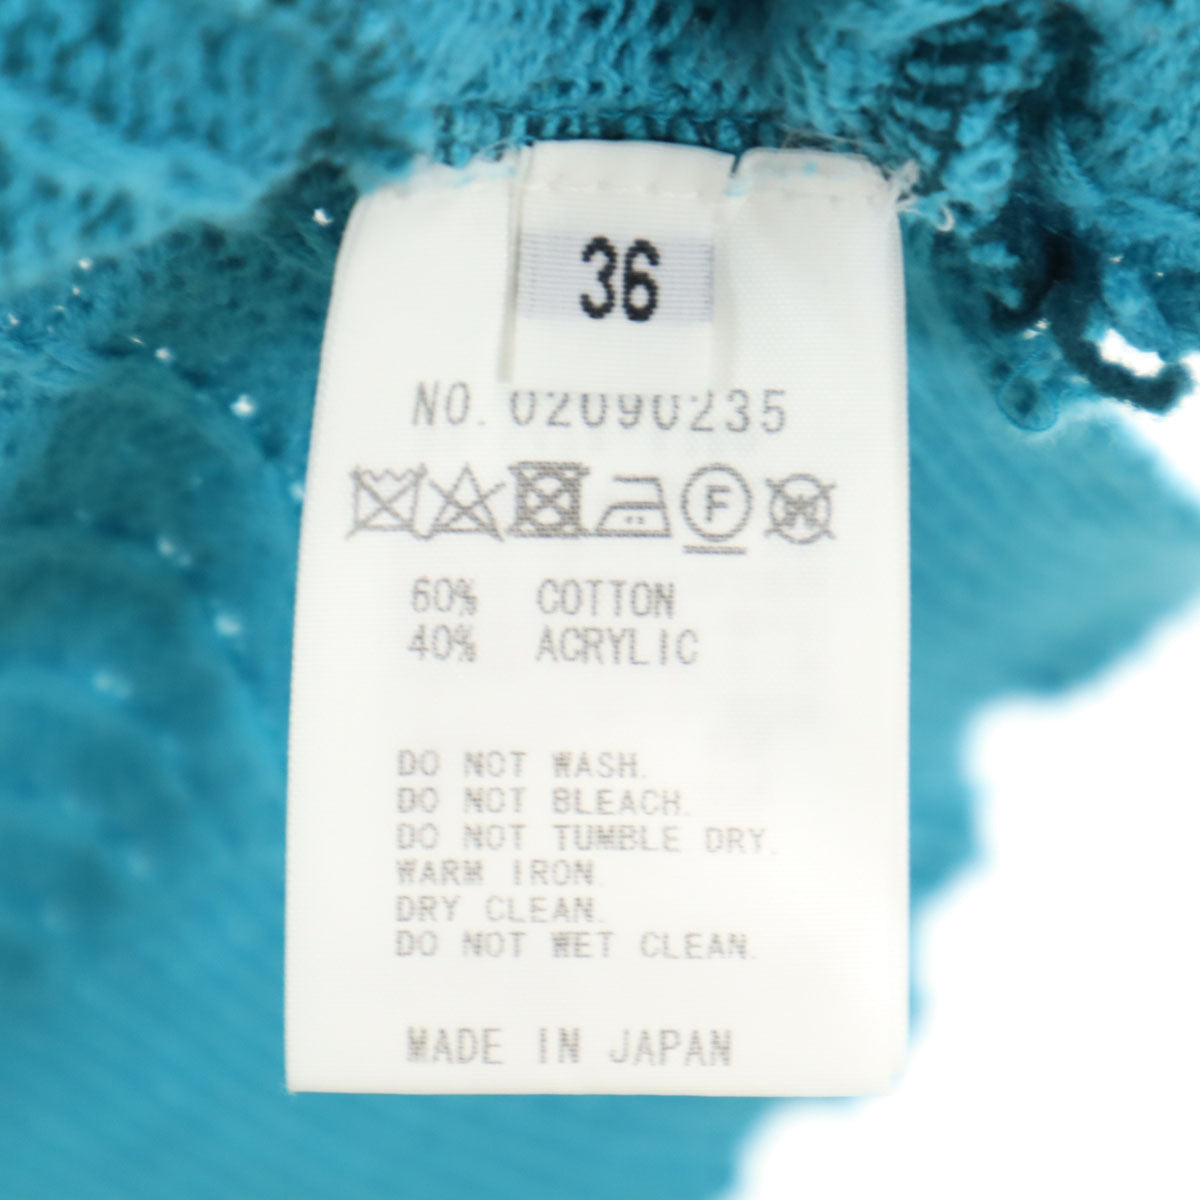 36
NO. 02090235
F
W
60% COTTON
40% ACRYLIC
DO NOT WASH.
DO NOT BLEACH.
DO NOT TUMBLE DRY.
WARM IRON.
DRY CLEAN.
DO NOT WET CLEAN.
MADE IN JAPAN